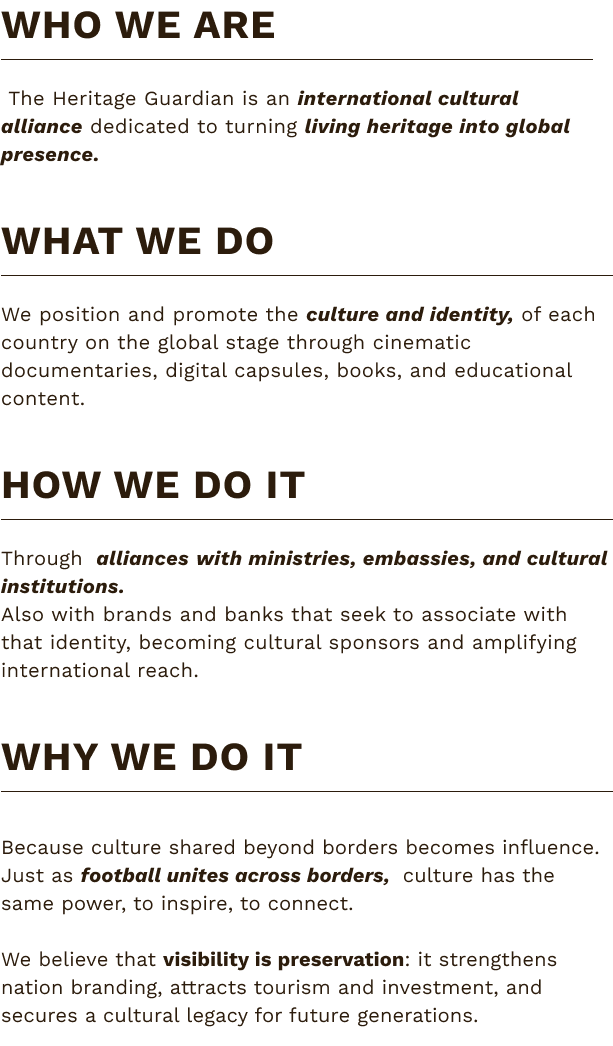 WHO WE ARE
The Heritage Guardian is an international cultural
alliance dedicated to turning living heritage into global
presence.
WHAT WE DO
We position and promote the culture and identity, of each
country on the global stage through cinematic
documentaries, digital capsules, books, and educational
content.
HOW WE DO IT
Through alliances with ministries, embassies, and cultural
institutions.
Also with brands and banks that seek to associate with
that identity, becoming cultural sponsors and amplifying
international reach.
WHY WE DO IT
Because culture shared beyond borders becomes influence.
Just as football unites across borders, culture has the
same power, to inspire, to connect.
We believe that visibility is preservation: it strengthens
nation branding, attracts tourism and investment, and
secures a cultural legacy for future generations.